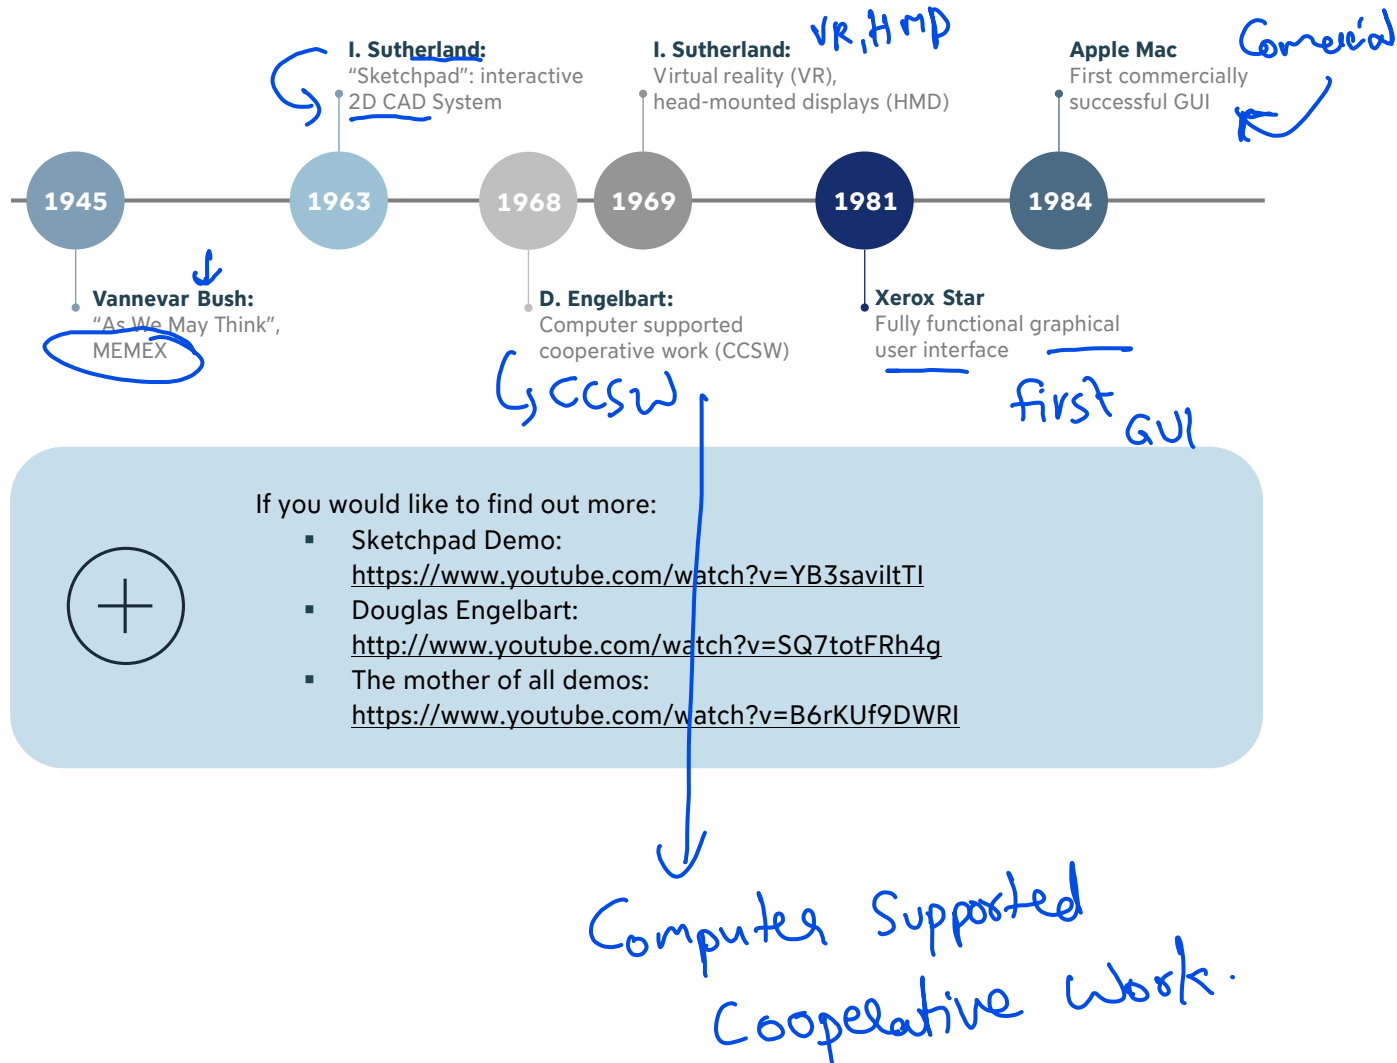 I. Sutherland:
"Sketchpad": interactive
2D CAD System
I. Sutherland:
VR, HMD
Virtual reality (VR),
head-mounted displays (HMD)
Apple Mac
First commercially
successful GUI
Comercial
1945
1963
1968
1969
1981
1984
Vannevar Bush:
"As We May Think",
MEMEX
D. Engelbart:
Computer supported
cooperative work (CCSW)
CCSW
Xerox Star
Fully functional graphical
user interface
first
GUI
If you would like to find out more:
▪ Sketchpad Demo:
https://www.youtube.com/watch?v=YB3saviItTI
▪ Douglas Engelbart:
http://www.youtube.com/watch?v=SQ7totFRh4g
▪ The mother of all demos:
https://www.youtube.com/watch?v=B6rKUf9DWRI
Computer Supported
Cooperative Work.